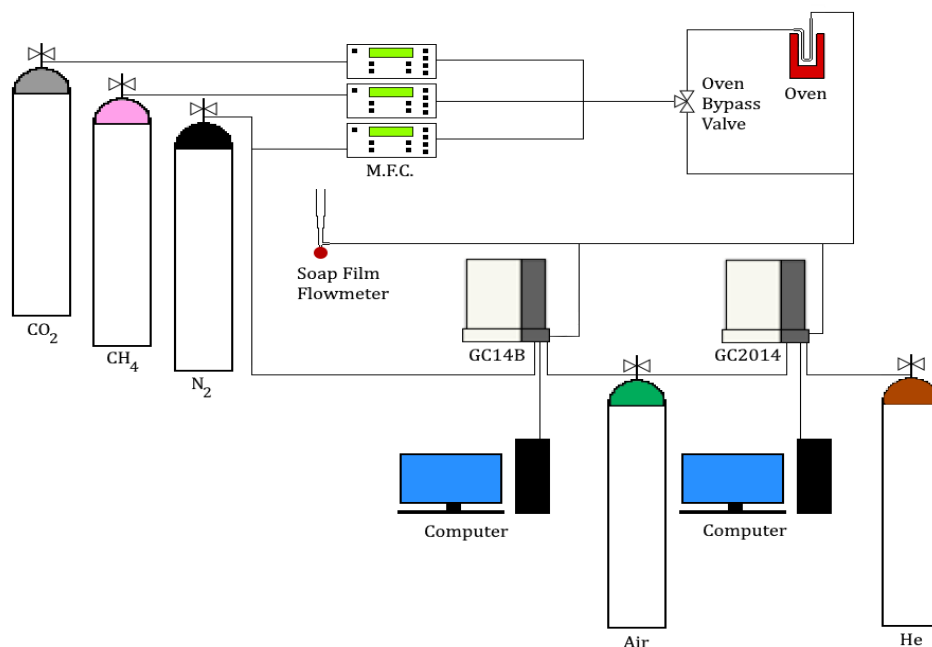 Oven
Oven
Bypass
Valve
M.F.C.
Soap Film
Flowmeter
CO2
CH4
N2
GC14B
GC2014
Computer
Computer
Air
He